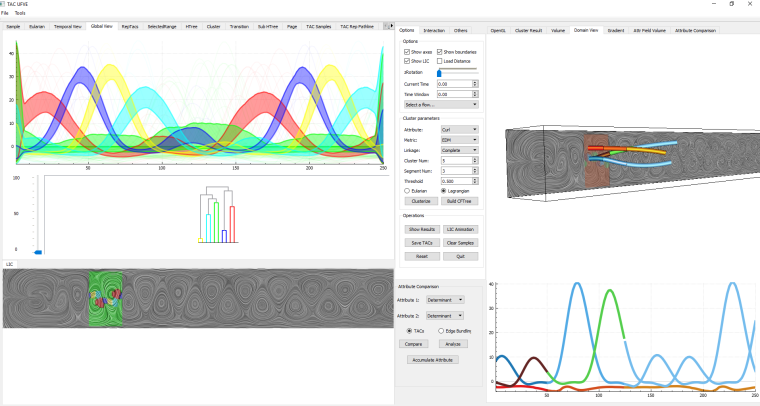 TAC UFVE
File Tools
Sample Eulerian Temporal View Global View RepTacs SelectedRange HTree Cluster Transition Sub HTree Page TAC Samples TAC Rep Pathline
Options Interaction Others
OpenGL Cluster Result Volume Domain View Gradient Attr Field Volume Attribute Comparison
Options
Show axes Show boundaries
Show LIC Load Distance
zRotation
Current Time 0.00
Time Window 0.00
Select a flow...
Cluster parameters
Attribute: Curl
Metric: EDM
Linkage: Complete
Cluster Num: 5
Segment Num: 3
Threshold 0.500
Eulerian Lagrangian
Clusterize Build CFTree
Operations
Show Results LIC Animation
Save TACs Clear Samples
Reset Quit
Attribute Comparison
Attribute 1: Determinant
Attribute 2: Determinant
TACs Edge Bundling
Compare Analyze
Accumulate Attribute
40
30
20
10
0
50 100 150 200 250
100
50
0
LIC
40
30
20
10
0
50 100 150 200 250